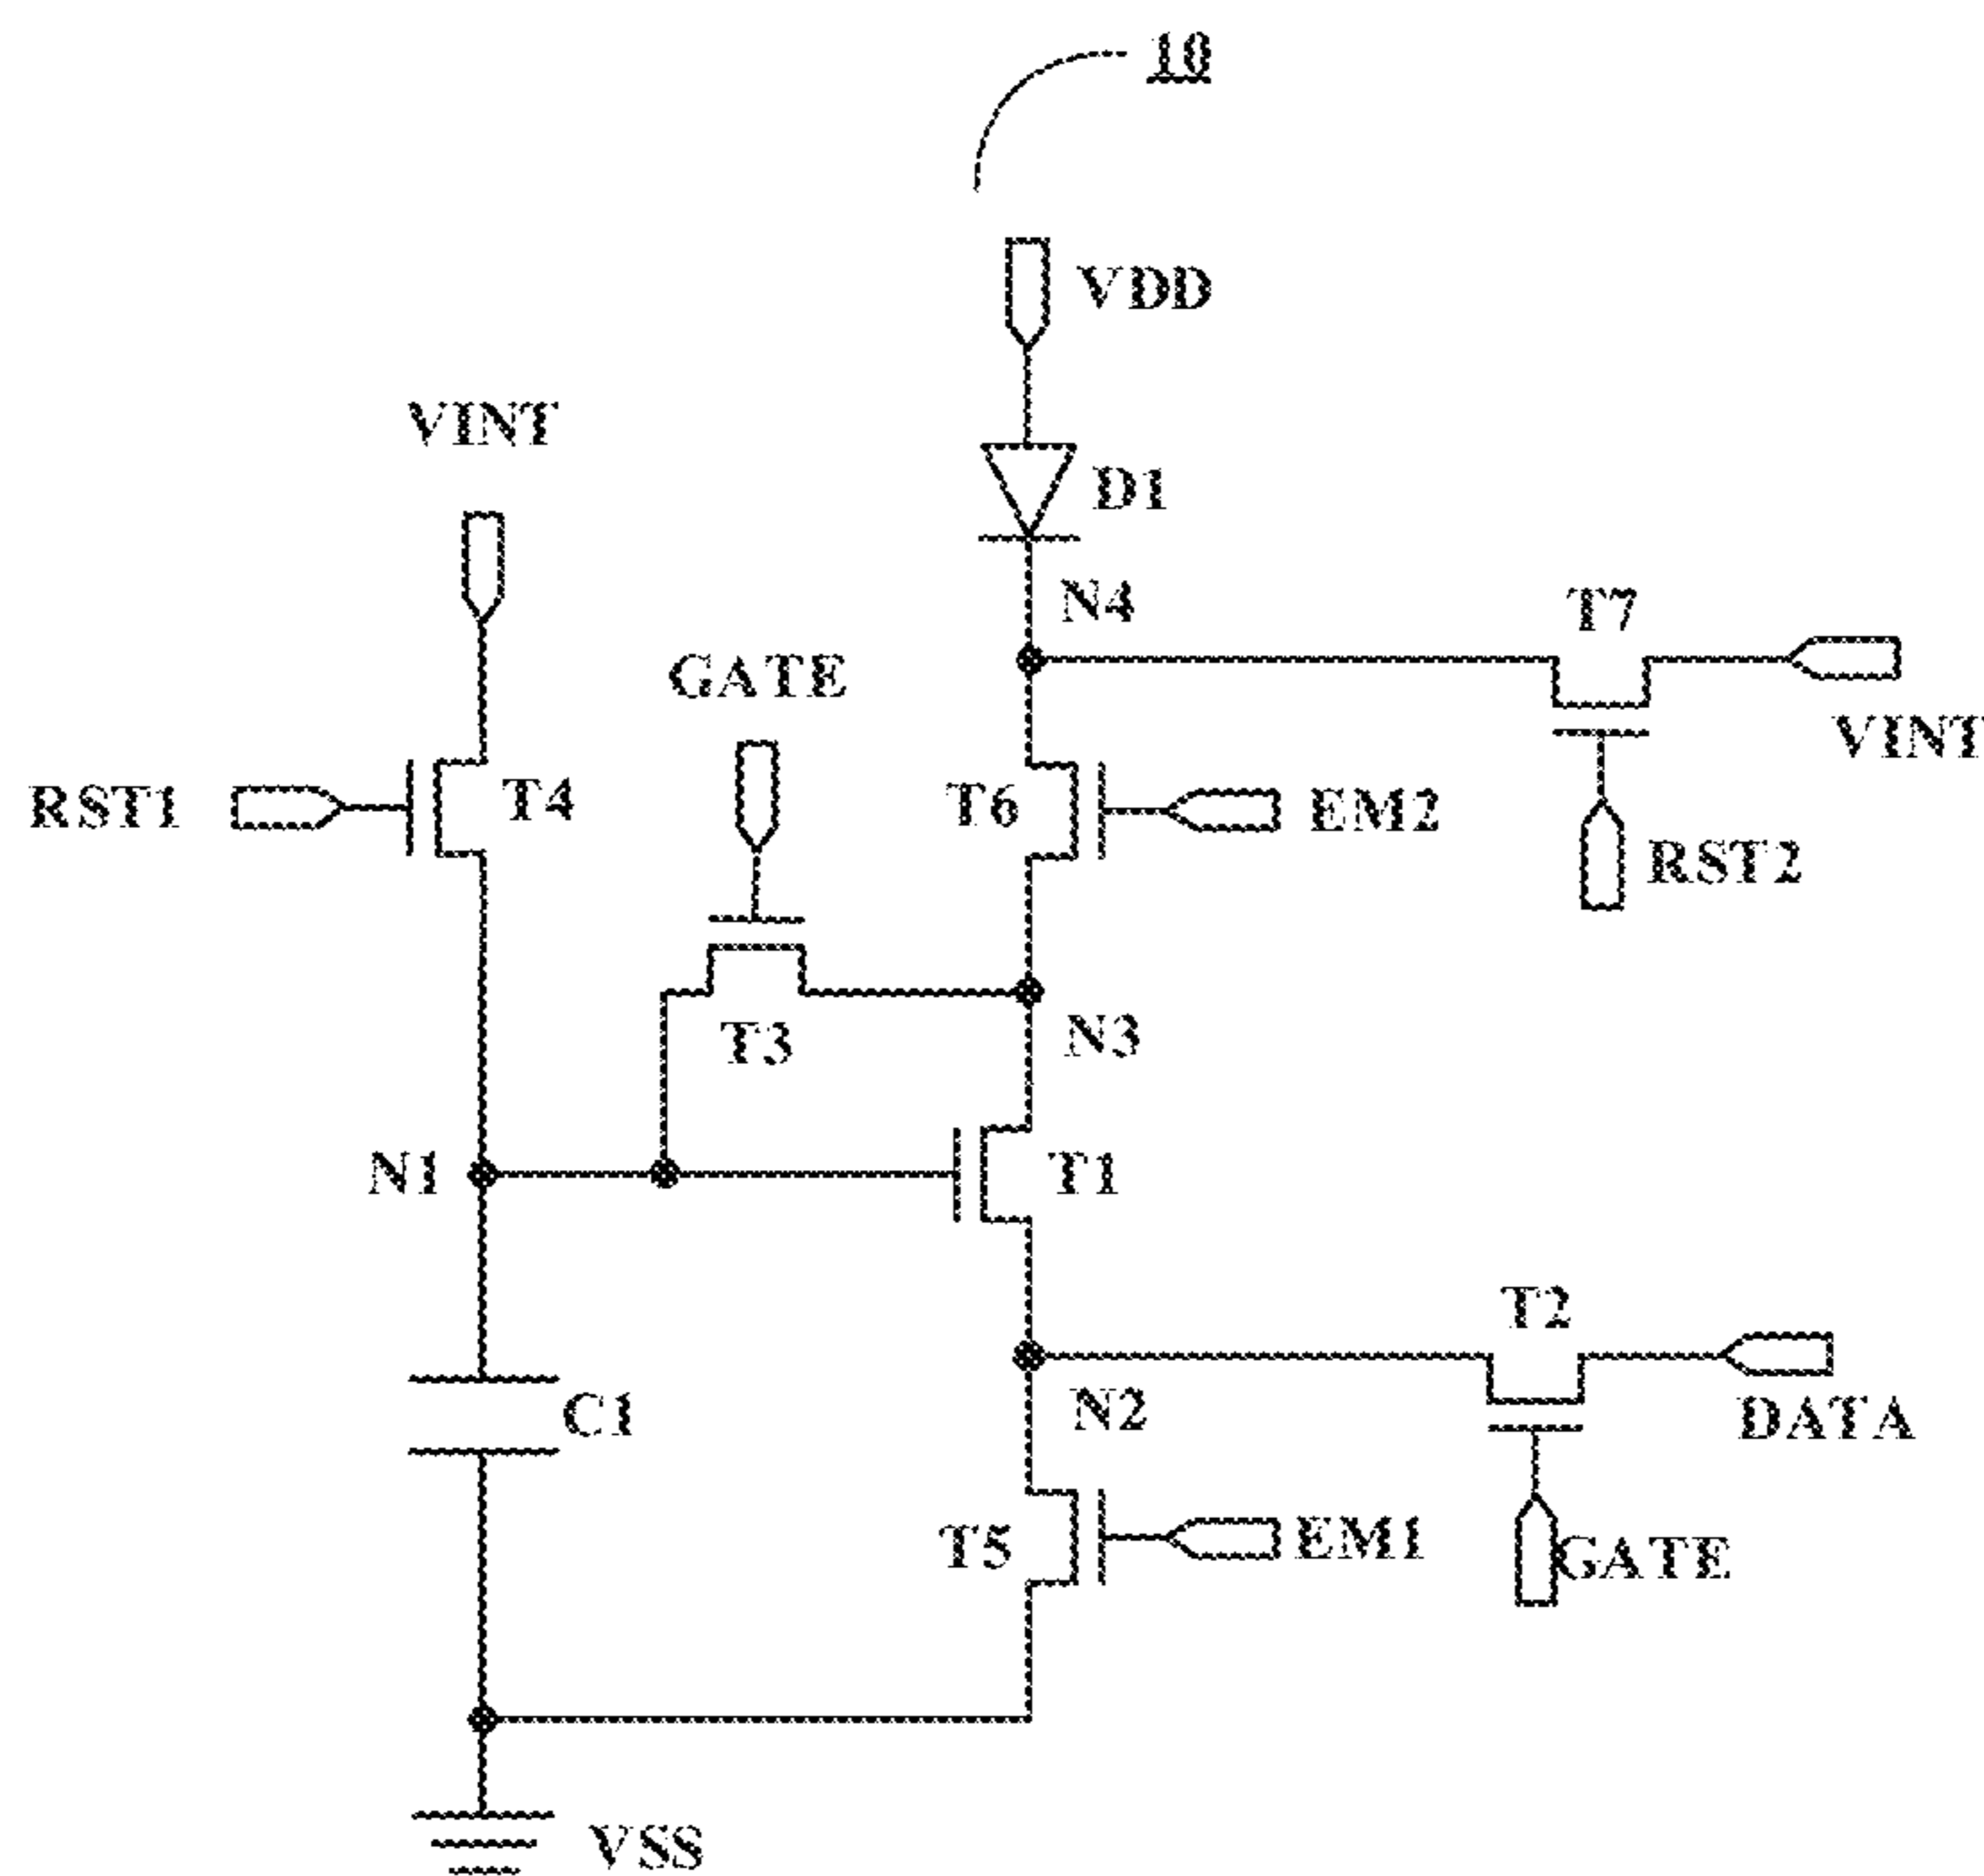 10
VDD
VINT
D1
N4
T7
GATE
VINT
RST1
T4
T6
EM2
RST2
T3
N3
N1
T1
T2
C1
N2
DATA
T5
EM1
GATE
VSS